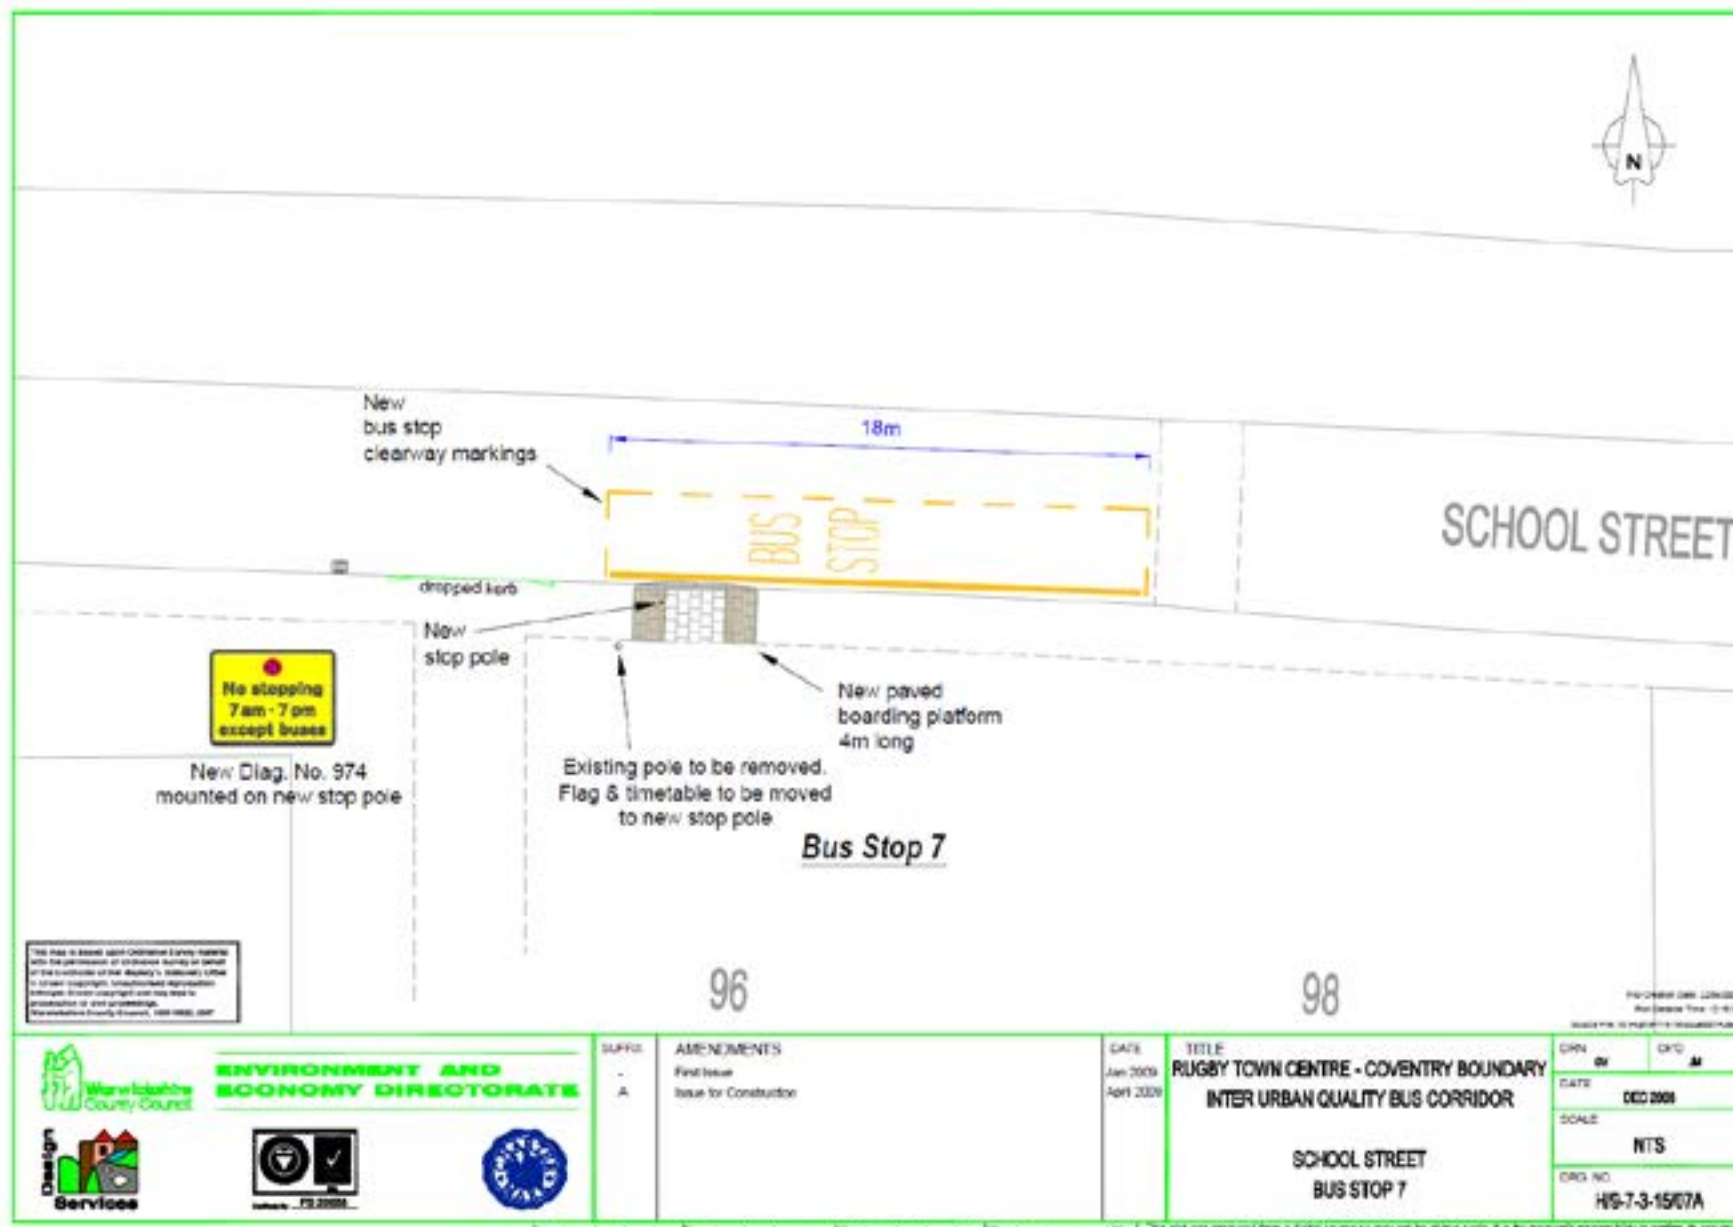 N
New
bus stop
clearway markings
18m
BUS
STOP
SCHOOL STREET
dropped kerb
New
stop pole
No stopping
7am - 7pm
except buses
New Diag. No. 974
mounted on new stop pole
New paved
boarding platform
4m long
Existing pole to be removed.
Flag & timetable to be moved
to new stop pole
Bus Stop 7
96
98
Warwickshire
County Council
ENVIRONMENT AND
ECONOMY DIRECTORATE
Design
Services
SUFFIX
AMENDMENTS
DATE
-
First Issue
Jan 2009
A
Issue for Construction
April 2009
TITLE
RUGBY TOWN CENTRE - COVENTRY BOUNDARY
INTER URBAN QUALITY BUS CORRIDOR
SCHOOL STREET
BUS STOP 7
DRN
CK'D
DATE
DEC 2008
SCALE
NTS
DRG. NO.
H/S-7-3-15/07A